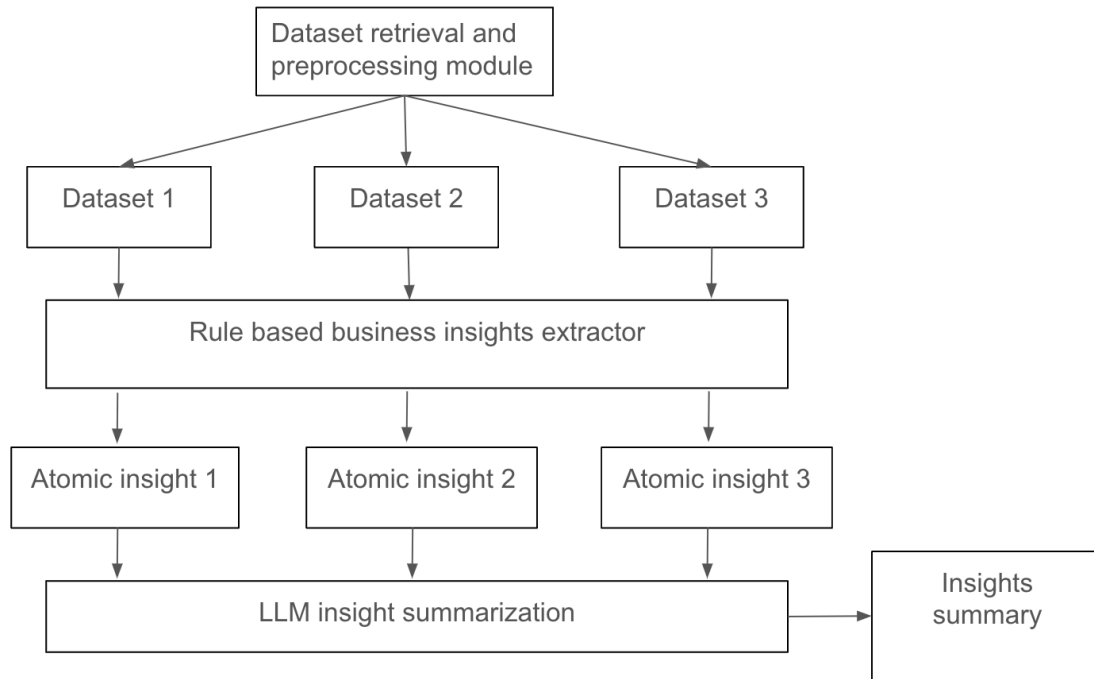 Dataset retrieval and
preprocessing module
Dataset 1
Dataset 2
Dataset 3
Rule based business insights extractor
Atomic insight 1
Atomic insight 2
Atomic insight 3
LLM insight summarization
Insights
summary